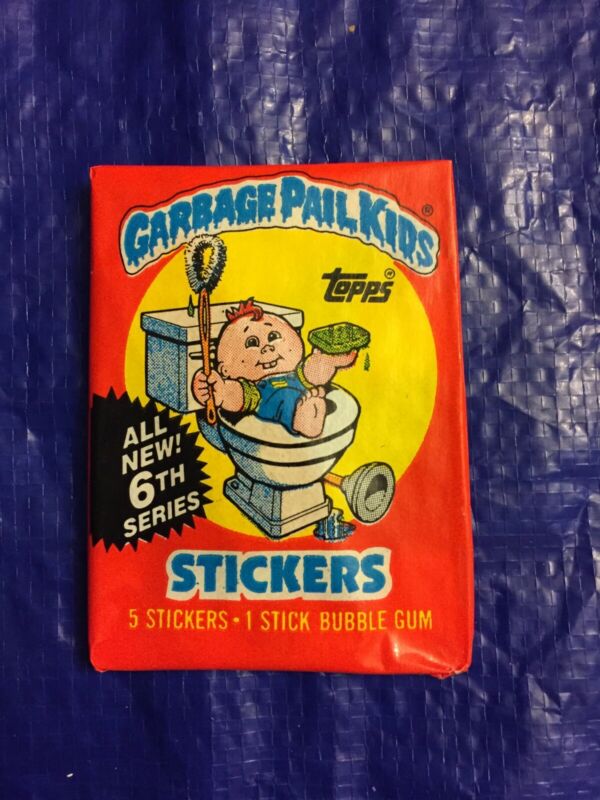 GARBAGE PAIL KIDS®
topps®
ALL
NEW!
6TH
SERIES
STICKERS
5 STICKERS • 1 STICK BUBBLE GUM